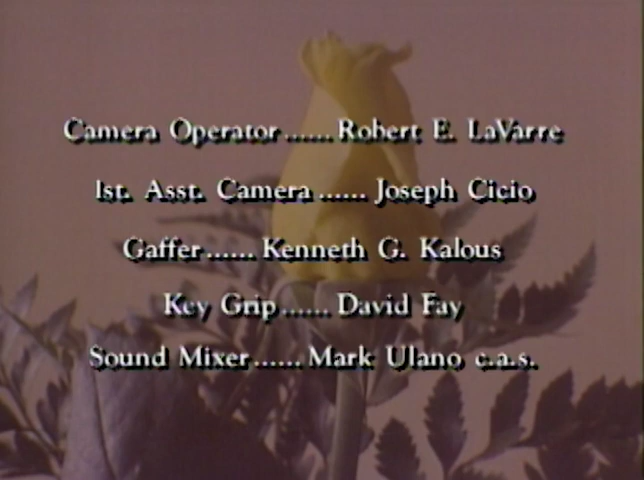 Camera Operator......Robert E. LaVarre
1st. Asst. Camera......Joseph Cicio
Gaffer......Kenneth G. Kalous
Key Grip......David Fay
Sound Mixer......Mark Ulano c.a.s.